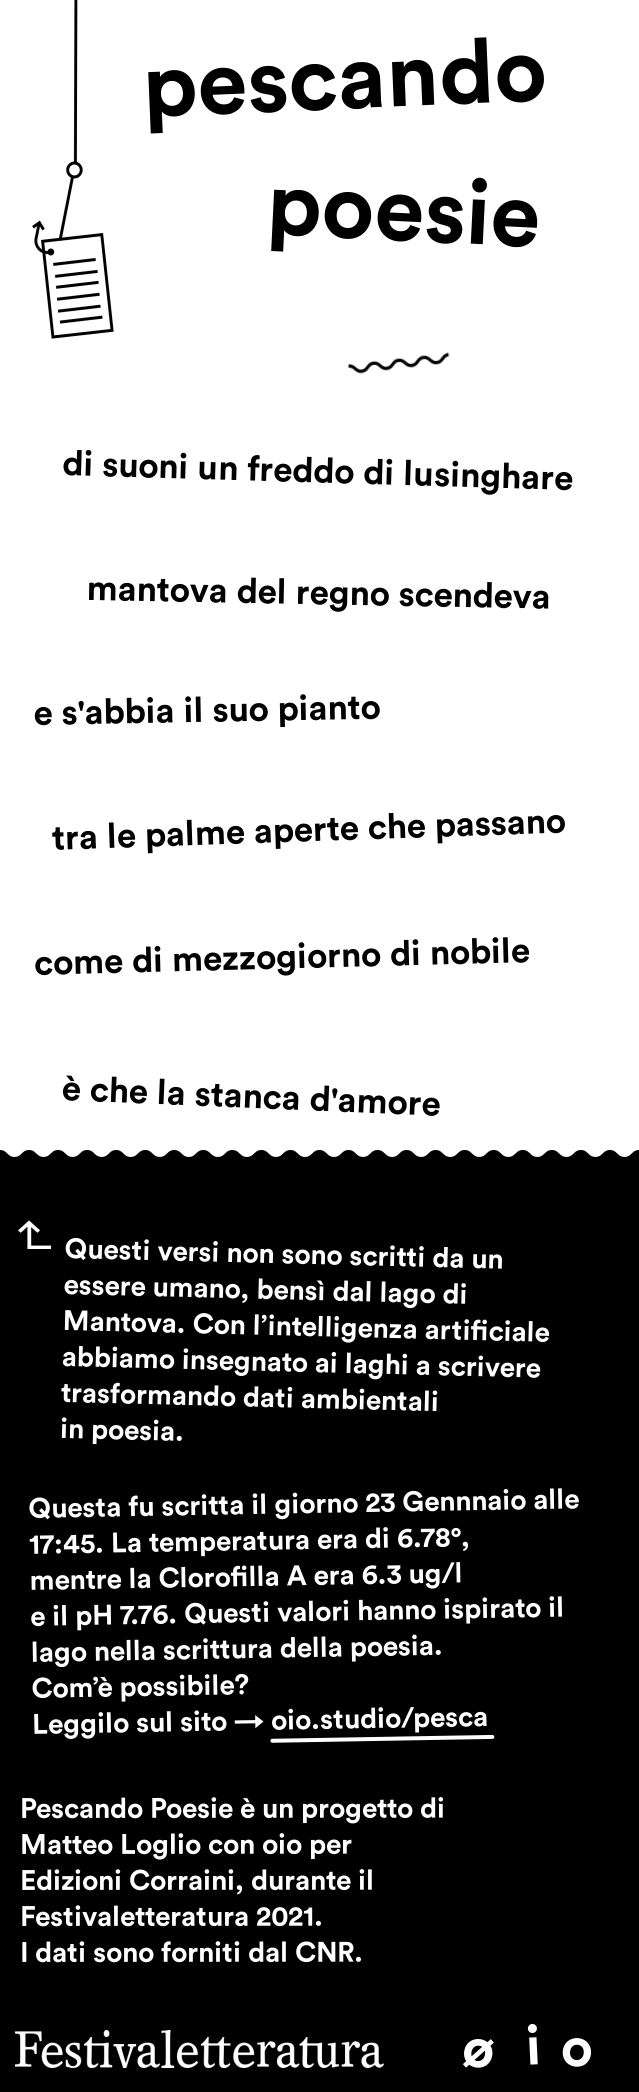 pescando
poesie
di suoni un freddo di lusinghare
mantova del regno scendeva
e s'abbia il suo pianto
tra le palme aperte che passano
come di mezzogiorno di nobile
è che la stanca d'amore
Questi versi non sono scritti da un
essere umano, bensì dal lago di
Mantova. Con l’intelligenza artificiale
abbiamo insegnato ai laghi a scrivere
trasformando dati ambientali
in poesia.
Questa fu scritta il giorno 23 Gennnaio alle
17:45. La temperatura era di 6.78°,
mentre la Clorofilla A era 6.3 ug/l
e il pH 7.76. Questi valori hanno ispirato il
lago nella scrittura della poesia.
Com’è possibile?
Leggilo sul sito → oio.studio/pesca
Pescando Poesie è un progetto di
Matteo Loglio con oio per
Edizioni Corraini, durante il
Festivaletteratura 2021.
I dati sono forniti dal CNR.
Festivaletteratura ø i o